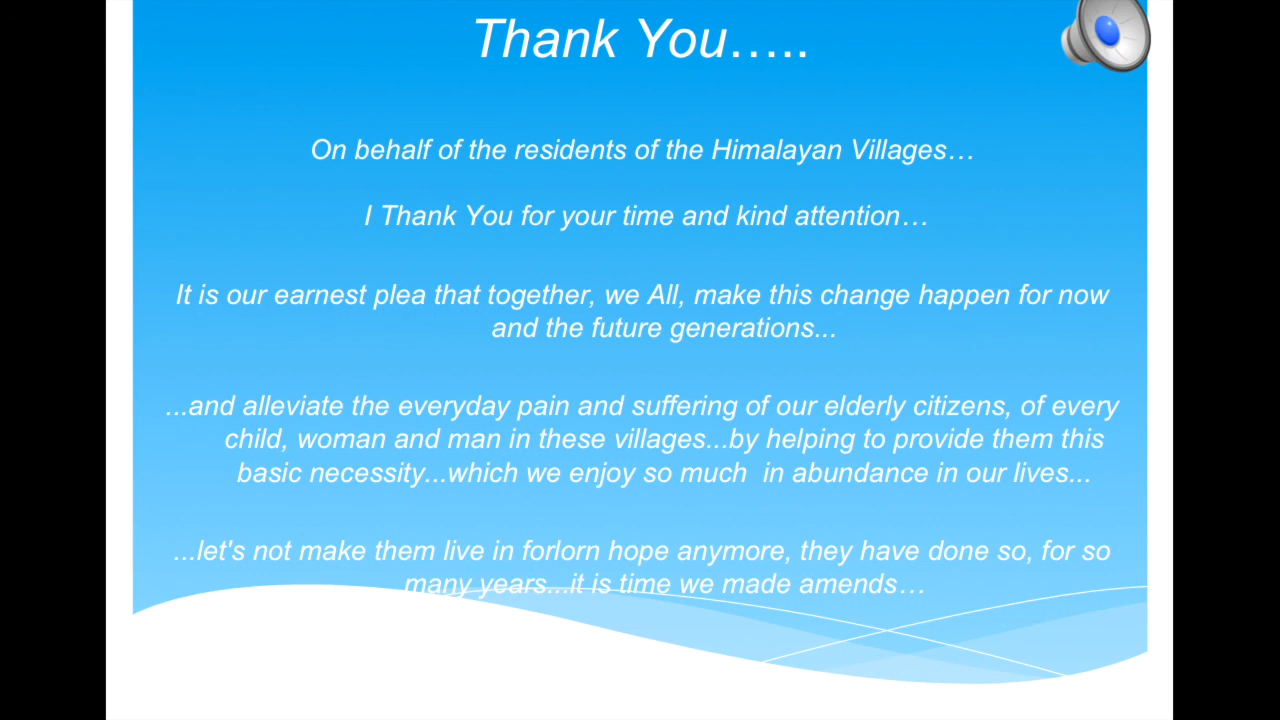 Thank You…..
On behalf of the residents of the Himalayan Villages…
I Thank You for your time and kind attention…
It is our earnest plea that together, we All, make this change happen for now
and the future generations...
...and alleviate the everyday pain and suffering of our elderly citizens, of every
child, woman and man in these villages...by helping to provide them this
basic necessity...which we enjoy so much  in abundance in our lives...
...let's not make them live in forlorn hope anymore, they have done so, for so
many years...it is time we made amends…